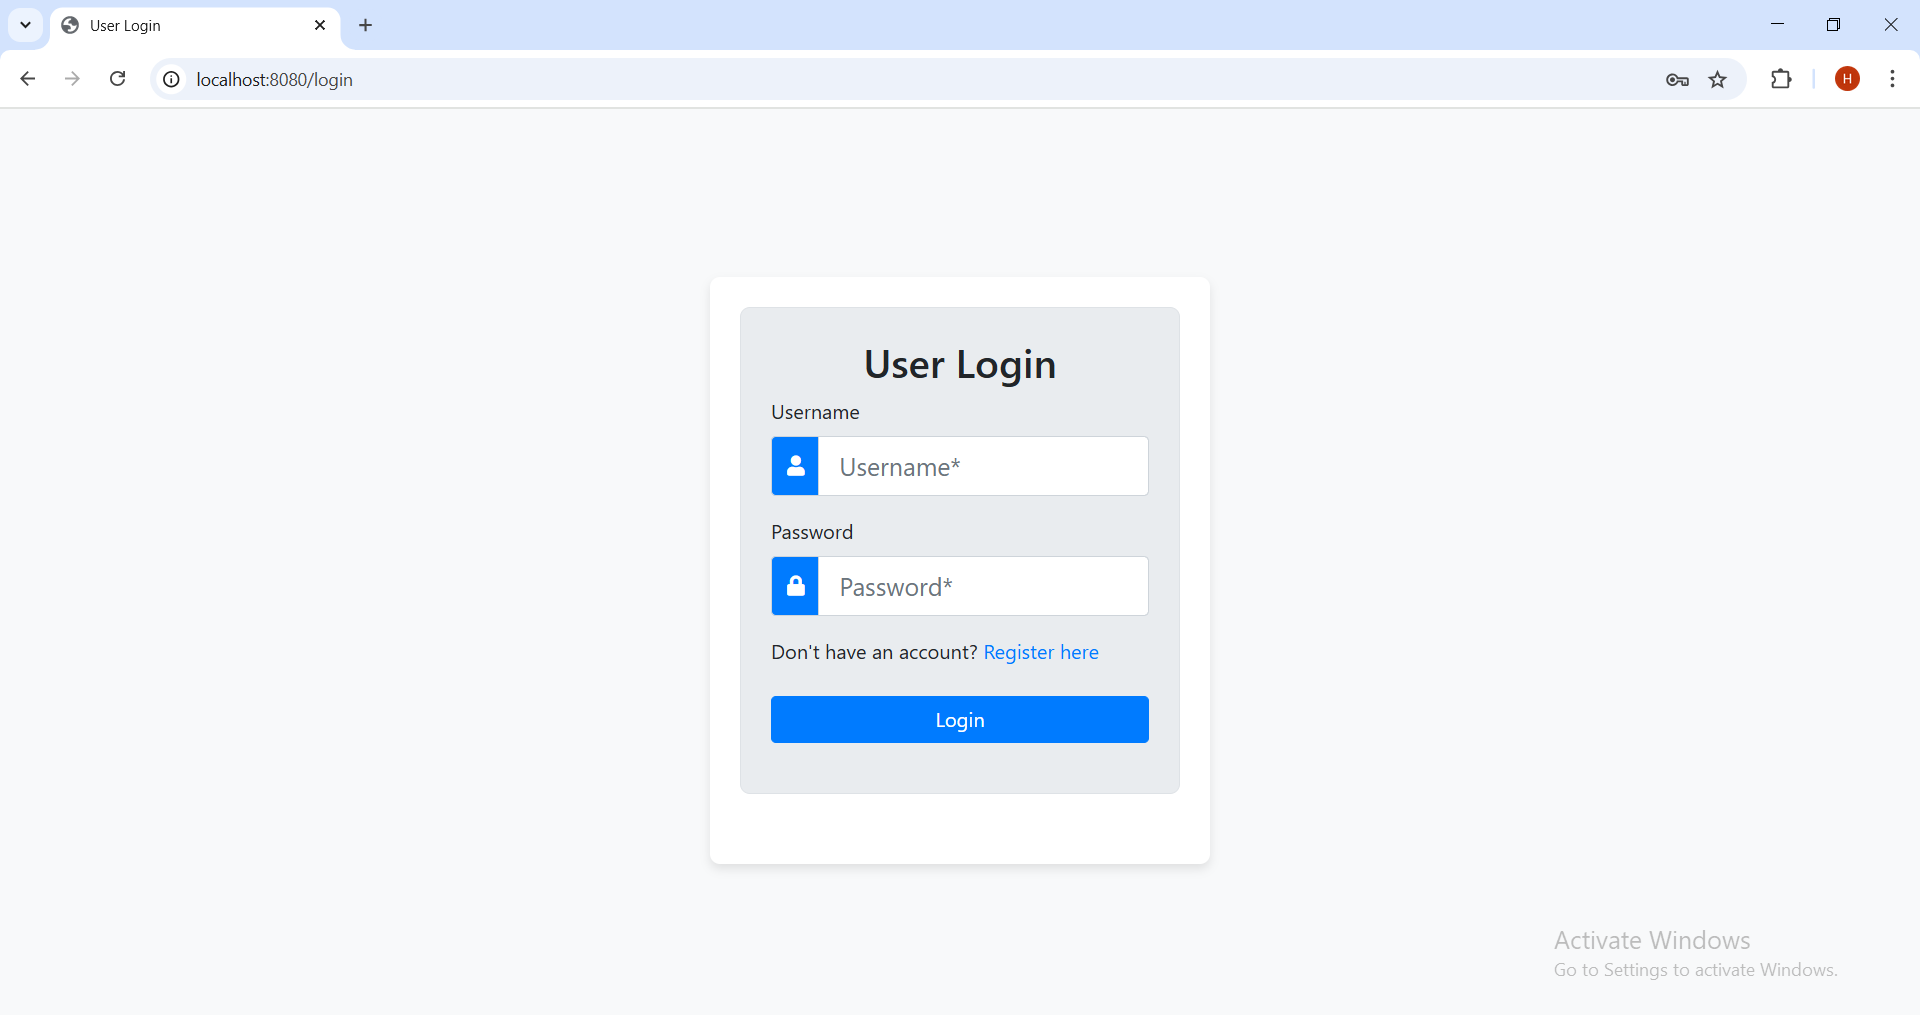 User Login
localhost:8080/login
H
User Login
Username
Username*
Password
Password*
Don't have an account? Register here
Login
Activate Windows
Go to Settings to activate Windows.